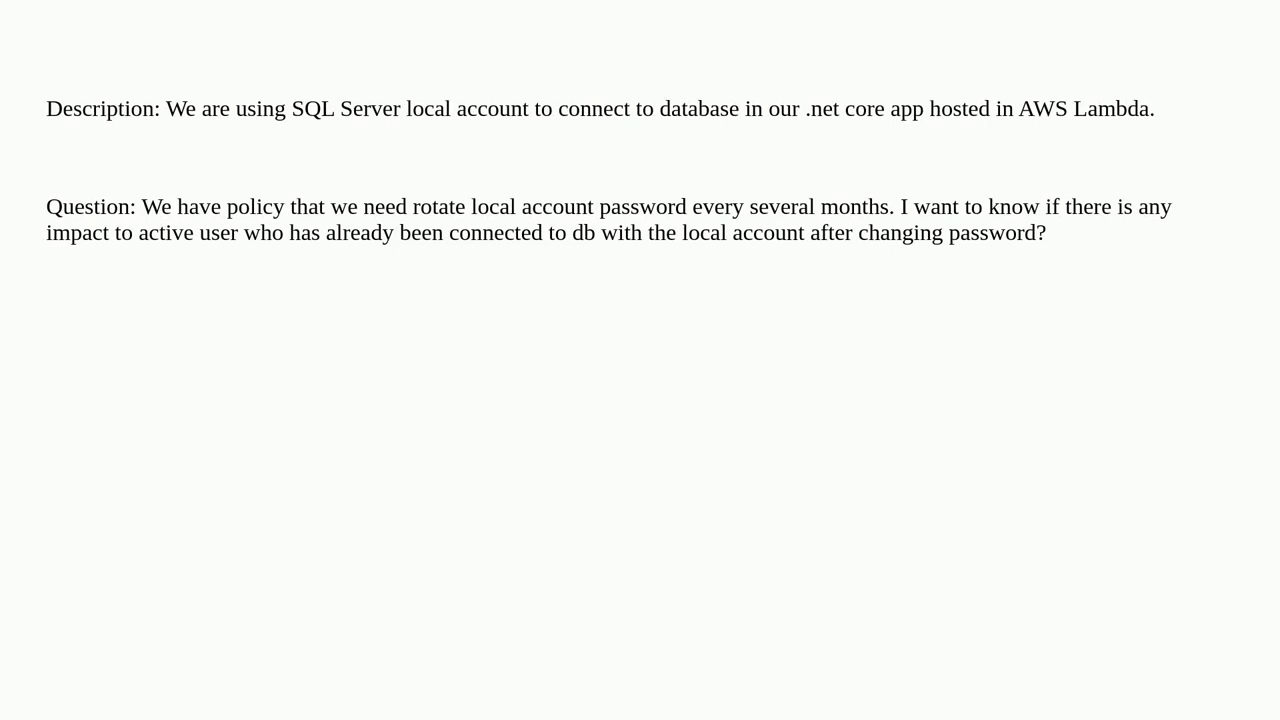 Description: We are using SQL Server local account to connect to database in our .net core app hosted in AWS Lambda.
Question: We have policy that we need rotate local account password every several months. I want to know if there is any
impact to active user who has already been connected to db with the local account after changing password?